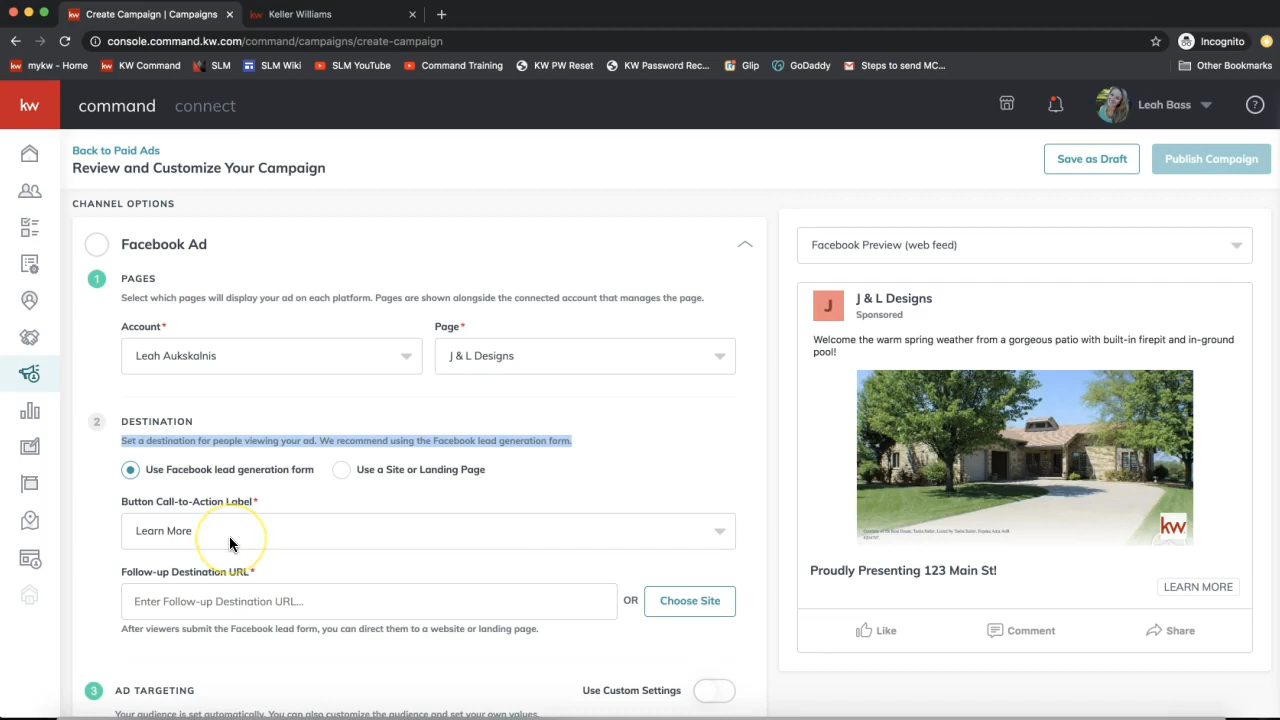 Create Campaign | Campaigns
Keller Williams
console.command.kw.com/command/campaigns/create-campaign
Incognito
mykw - Home
KW Command
SLM
SLM Wiki
SLM YouTube
Command Training
KW PW Reset
KW Password Rec...
Glip
GoDaddy
Steps to send MC...
Other Bookmarks
kw
command
connect
Leah Bass
Back to Paid Ads
Review and Customize Your Campaign
Save as Draft
Publish Campaign
CHANNEL OPTIONS
Facebook Ad
1 PAGES
Select which pages will display your ad on each platform. Pages are shown alongside the connected account that manages the page.
Account*
Page*
Leah Aukskalnis
J & L Designs
2 DESTINATION
Set a destination for people viewing your ad. We recommend using the Facebook lead generation form.
Use Facebook lead generation form
Use a Site or Landing Page
Button Call-to-Action Label*
Learn More
Follow-up Destination URL*
Enter Follow-up Destination URL...
OR
Choose Site
After viewers submit the Facebook lead form, you can direct them to a website or landing page.
3 AD TARGETING
Use Custom Settings
Your audience is set automatically. You can also customize the audience and set your own values.
Facebook Preview (web feed)
J
J & L Designs
Sponsored
Welcome the warm spring weather from a gorgeous patio with built-in firepit and in-ground
pool!
kw
Proudly Presenting 123 Main St!
LEARN MORE
Like
Comment
Share